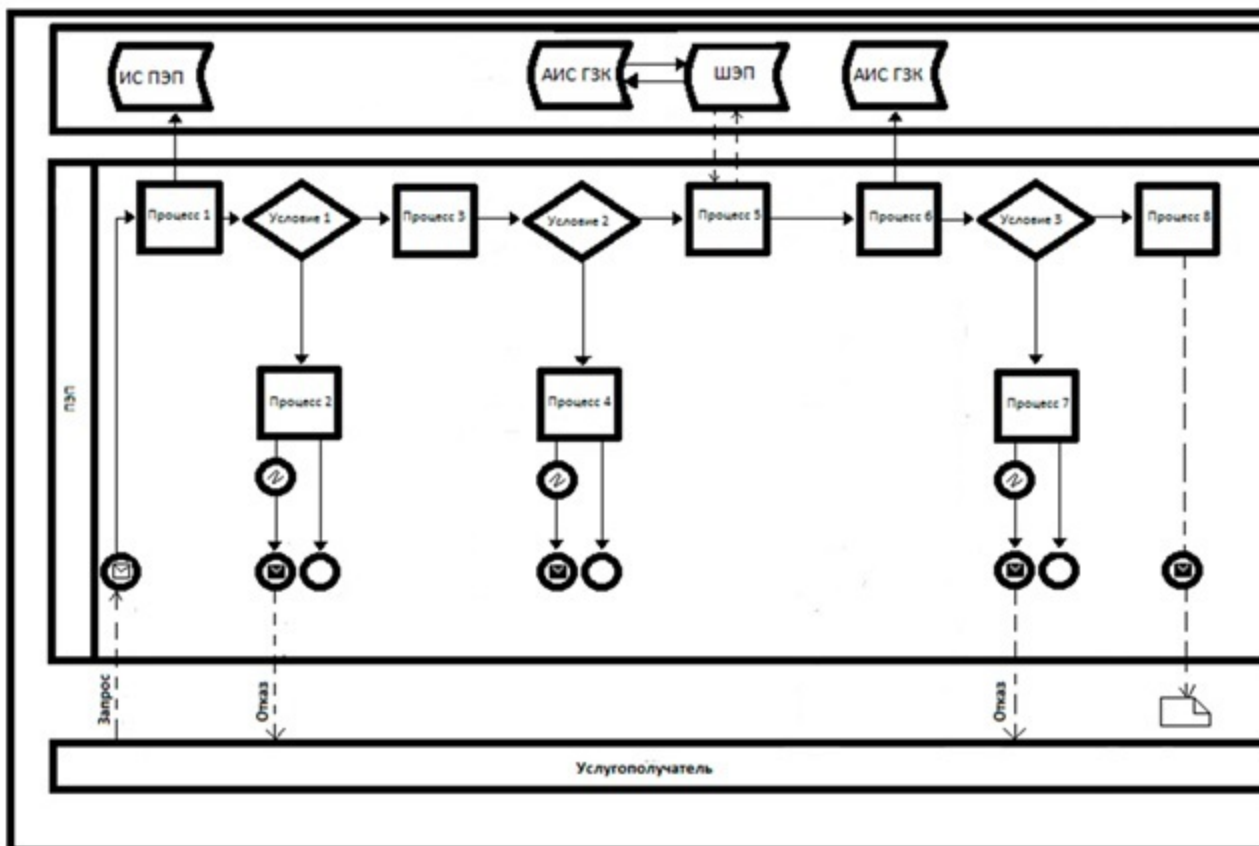 ИС ПЭП
АИС ГЗК
ШЭП
АИС ГЗК
Процесс 1
Условие 1
Процесс 3
Условие 2
Процесс 5
Процесс 6
Условие 3
Процесс 8
ПЭП
Процесс 2
Процесс 4
Процесс 7
Запрос
Отказ
Отказ
Услугополучатель